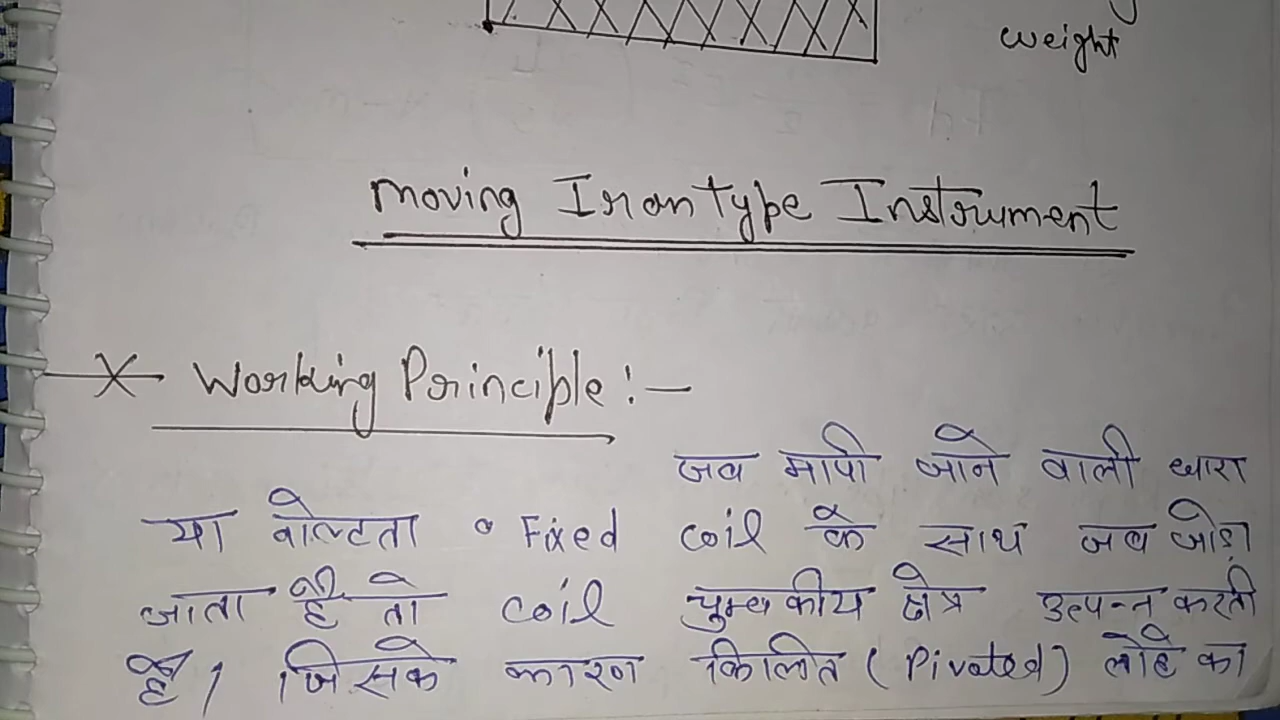 weight
Moving Iron type Instrument
Working Principle :-
जब मापी जाने वाली धारा
या वोल्टता Fixed coil के साथ जब जोड़ा
जाता है तो coil चुम्बकीय क्षेत्र उत्पन्न करती
है। जिसके कारण किलित (Pivoted) लोहे का